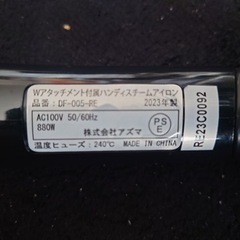 Wアタッチメント付属ハンディスチームアイロン
品番：DF-005-RE 2023年製
AC100V 50/60Hz
880W 株式会社アズマ
PSE
温度ヒューズ：240℃ MADE IN CHINA
RE23C0092